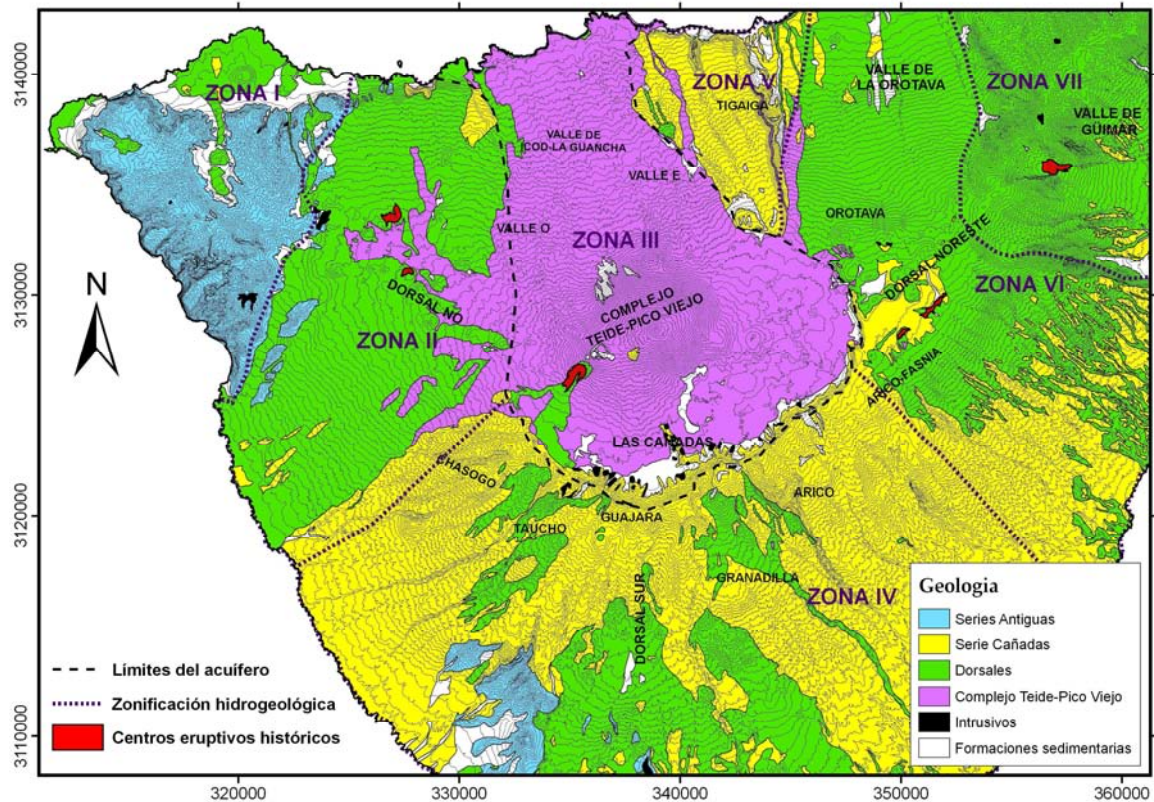 3140000
3130000
3120000
3110000
320000
330000
340000
350000
360000
ZONA I
ZONA V
TIGAIGA
VALLE DE
LA OROTAVA
ZONA VII
VALLE DE
GÜIMAR
VALLE DE
ICOD-LA GUANCHA
VALLE E
VALLE O
OROTAVA
ZONA III
DORSAL NO
COMPLEJO
TEIDE-PICO VIEJO
DORSAL NORESTE
ZONA VI
ZONA II
ARICO-FASNIA
N
LAS CAÑADAS
CHASOGO
TAUCHO
GUAJARA
ARICO
GRANADILLA
DORSAL SUR
ZONA IV
Límites del acuífero
Zonificación hidrogeológica
Centros eruptivos históricos
Geologia
Series Antiguas
Serie Cañadas
Dorsales
Complejo Teide-Pico Viejo
Intrusivos
Formaciones sedimentarias